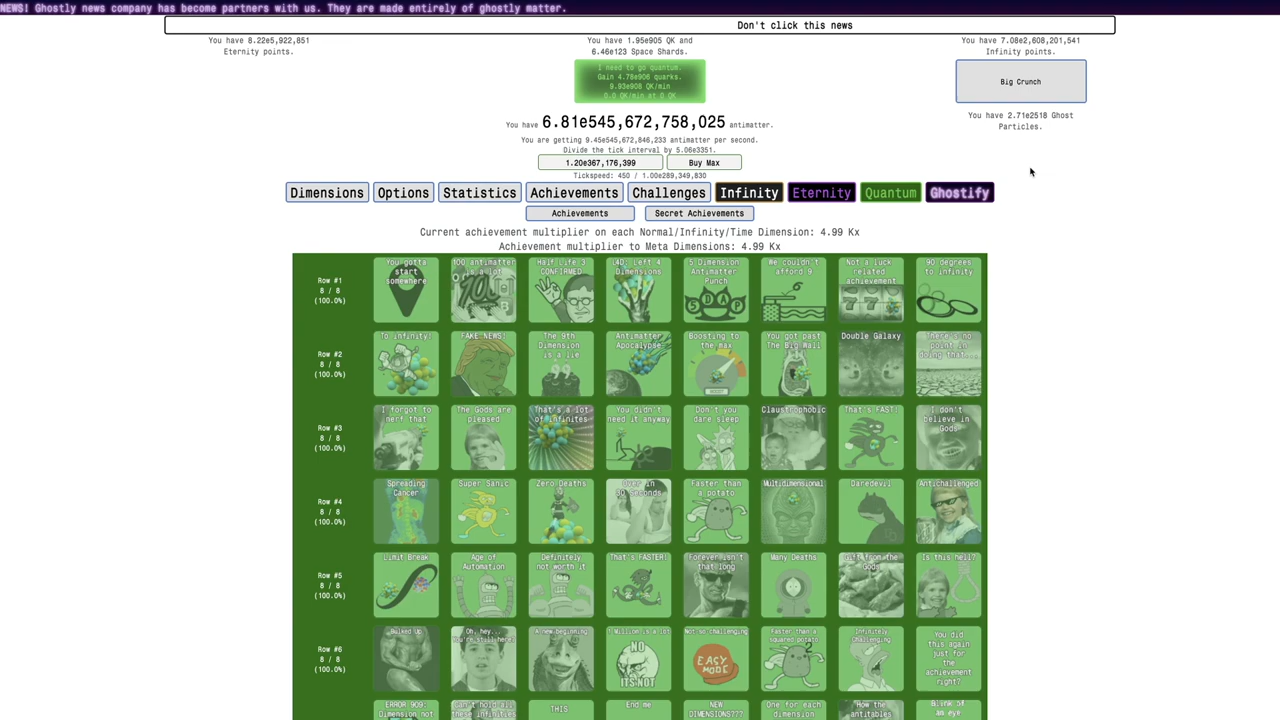 NEWS! Ghostly news company has become partners with us. They are made entirely of ghostly matter.
Don't click this news
You have 8.22e5,922,851
Eternity points.
You have 1.95e905 QK and
6.46e123 Space Shards.
You have 7.08e2,608,201,541
Infinity points.
I need to go quantum.
Gain 4.78e906 quarks.
9.93e906 QK/min
0.0 QK/min at 0 QK
Big Crunch
You have 2.71e2518 Ghost
Particles.
You have 6.81e545,672,758,025 antimatter.
You are getting 9.45e545,672,846,233 antimatter per second.
Divide the tick interval by 5.06e3351.
1.20e367,176,399
Buy Max
Tickspeed: 450 / 1.00e289,349,830
Dimensions
Options
Statistics
Achievements
Challenges
Infinity
Eternity
Quantum
Ghostify
Achievements
Secret Achievements
Current achievement multiplier on each Normal/Infinity/Time Dimension: 4.99 Kx
Achievement multiplier to Meta Dimensions: 4.99 Kx
Row #1
8 / 8
(100.0%)
You gotta
start
somewhere
100 antimatter
is a lot
Half Life 3
CONFIRMED
L4D: Left 4
Dimensions
5 Dimension
Antimatter
Punch
We couldn't
afford 9
Not a luck
related
achievement
90 degrees
to infinity
Row #2
8 / 8
(100.0%)
To infinity!
FAKE NEWS!
The 9th
Dimension
is a lie
Antimatter
Apocalypse
Boosting to
the max
You got past
The Big Wall
Double Galaxy
There's no
point in
doing that...
Row #3
8 / 8
(100.0%)
I forgot to
nerf that
The Gods are
pleased
That's a lot
of infinites
You didn't
need it anyway
Don't you
dare sleep
Claustrophobic
That's FAST!
I don't
believe in
Gods
Row #4
8 / 8
(100.0%)
Spreading
Cancer
Super Sanic
Zero Deaths
Over in
30 Seconds
Faster than
a potato
Multidimensional
Daredevil
Antichallenged
Row #5
8 / 8
(100.0%)
Limit Break
Age of
Automation
Definitely
not worth it
That's FASTER!
Forever isn't
that long
Many Deaths
Gift from the
Gods
Is this hell?
Row #6
8 / 8
(100.0%)
Bulked Up
Oh, hey...
You're still here?
A new beginning
1 Million is a lot
NO
ITS NOT
Not so challenging
EASY
MODE
Faster than a
squared potato
2
Infinitely
Challenging
You did
this again
just for
the
achievement
right?
ERROR 909:
Dimension not
Can't hold all
these infinities
THIS
End me
NEW
DIMENSIONS???
One for each
dimension
How the
antitables
Blink of
an eye